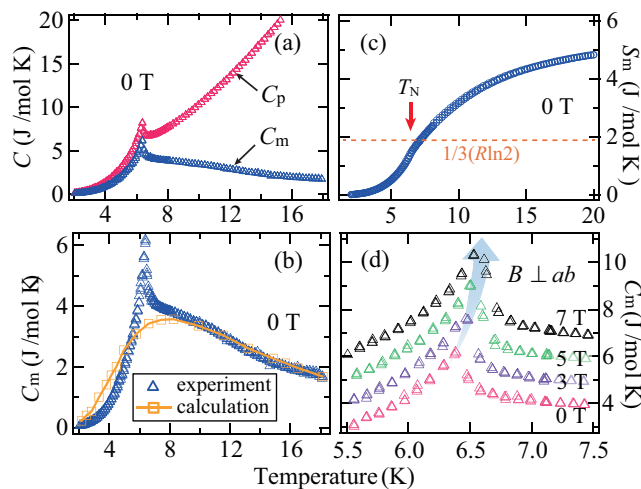 20
15
10
5
0
C (J /mol K)
(a)
0 T
Cp
Cm
4 8 12 16
(c)
TN
0 T
1/3(Rln2)
6
4
2
0
Sm (J /mol K)
5 10 15 20
6
4
2
0
Cm (J /mol K)
(b)
0 T
experiment
calculation
4 8 12 16
(d)
B ⊥ ab
7 T
5 T
3 T
0 T
10
8
6
4
Cm (J /mol K)
5.5 6.0 6.5 7.0 7.5
Temperature (K)